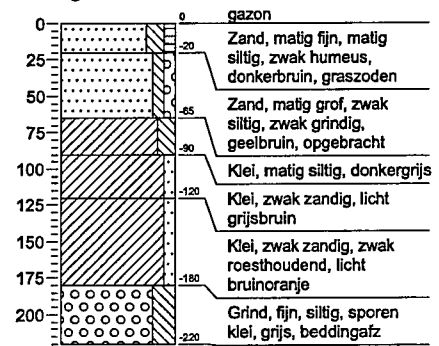 0
gazon
0
Zand, matig fijn, matig
siltig, zwak humeus,
donkerbruin, graszoden
-20
25
50
Zand, matig grof, zwak
siltig, zwak grindig,
geelbruin, opgebracht
-65
75
-90
Klei, matig siltig, donkergrijs
100
-120
Klei, zwak zandig, licht
grijsbruin
125
150
Klei, zwak zandig, zwak
roesthoudend, licht
bruinoranje
175
-180
200
Grind, fijn, siltig, sporen
klei, grijs, beddingafz
-220